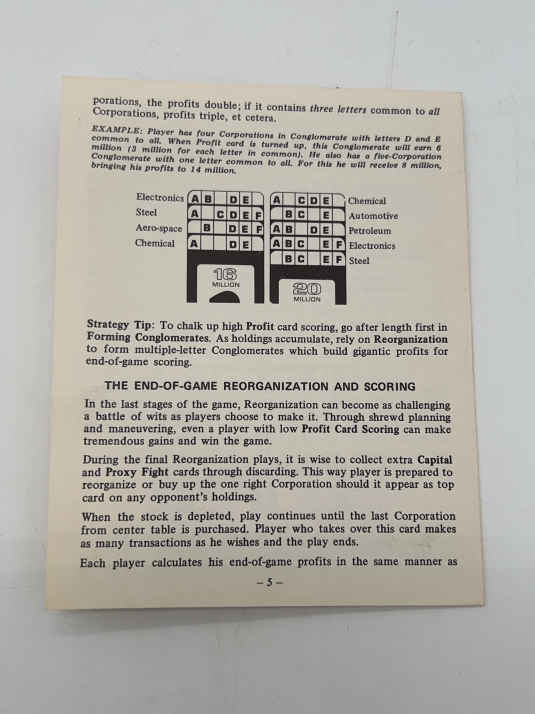 porations, the profits double; if it contains three letters common to all
Corporations, profits triple, et cetera.
EXAMPLE: Player has four Corporations in Conglomerate with letters D and E
common to all. When Profit card is turned up, this Conglomerate will earn 6
million (3 million for each letter in common). He also has a five-Corporation
Conglomerate with one letter common to all. For this he will receive 8 million,
bringing his profits to 14 million.
Electronics A B D E A C D E Chemical
Steel A C D E F B C E Automotive
Aero-space B D E F A B D E Petroleum
Chemical A D E A B C E F Electronics
B C E F Steel
16 MILLION
20 MILLION
Strategy Tip: To chalk up high Profit card scoring, go after length first in
Forming Conglomerates. As holdings accumulate, rely on Reorganization
to form multiple-letter Conglomerates which build gigantic profits for
end-of-game scoring.
THE END-OF-GAME REORGANIZATION AND SCORING
In the last stages of the game, Reorganization can become as challenging
a battle of wits as players choose to make it. Through shrewd planning
and maneuvering, even a player with low Profit Card Scoring can make
tremendous gains and win the game.
During the final Reorganization plays, it is wise to collect extra Capital
and Proxy Fight cards through discarding. This way player is prepared to
reorganize or buy up the one right Corporation should it appear as top
card on any opponent's holdings.
When the stock is depleted, play continues until the last Corporation
from center table is purchased. Player who takes over this card makes
as many transactions as he wishes and the play ends.
Each player calculates his end-of-game profits in the same manner as
– 5 –